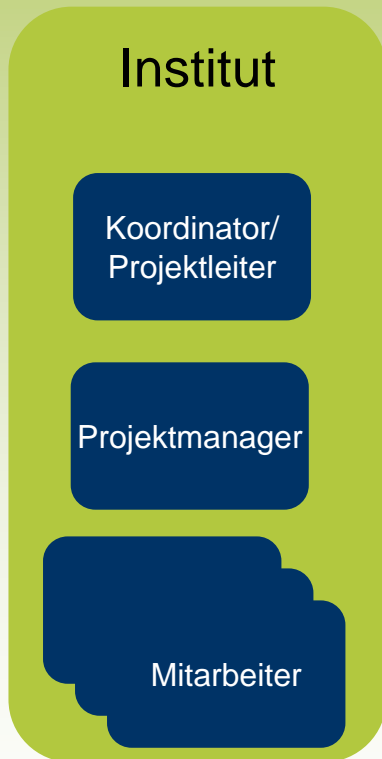 Institut
Koordinator/
Projektleiter
Projektmanager
Mitarbeiter